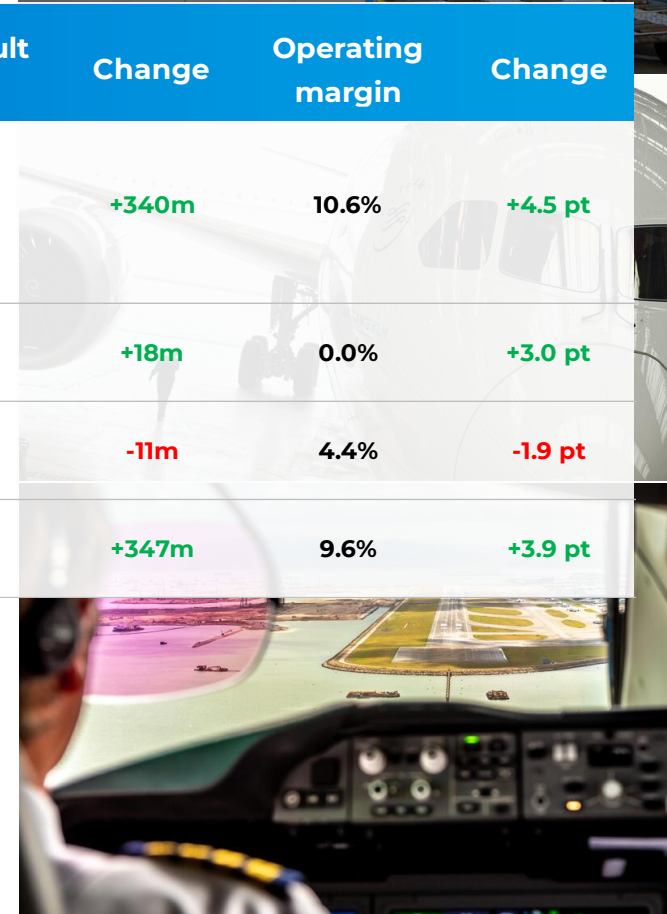 ult
Change
Operating
margin
Change
+340m
10.6%
+4.5 pt
+18m
0.0%
+3.0 pt
-11m
4.4%
-1.9 pt
+347m
9.6%
+3.9 pt